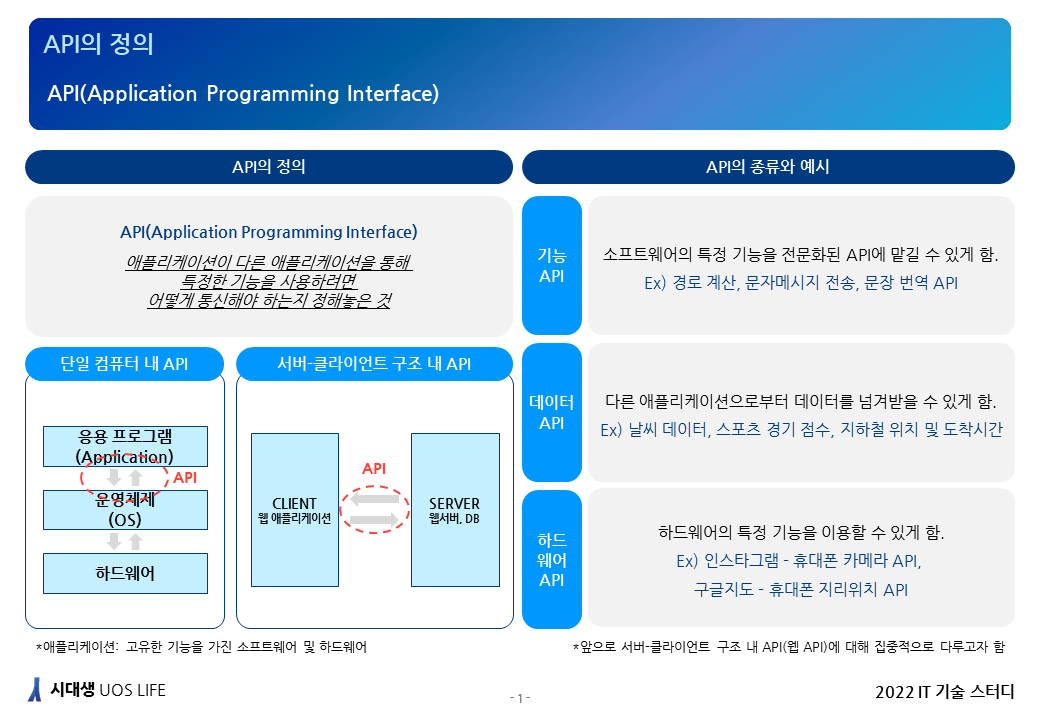 API의 정의
API(Application Programming Interface)
API의 정의
API(Application Programming Interface)
애플리케이션이 다른 애플리케이션을 통해
특정한 기능을 사용하려면
어떻게 통신해야 하는지 정해놓은 것
단일 컴퓨터 내 API
응용 프로그램
(Application)
API
운영체제
(OS)
하드웨어
서버-클라이언트 구조 내 API
API
CLIENT
웹 애플리케이션
SERVER
웹서버, DB
*애플리케이션: 고유한 기능을 가진 소프트웨어 및 하드웨어
API의 종류와 예시
기능
API
소프트웨어의 특정 기능을 전문화된 API에 맡길 수 있게 함.
Ex) 경로 계산, 문자메시지 전송, 문장 번역 API
데이터
API
다른 애플리케이션으로부터 데이터를 넘겨받을 수 있게 함.
Ex) 날씨 데이터, 스포츠 경기 점수, 지하철 위치 및 도착시간
하드
웨어
API
하드웨어의 특정 기능을 이용할 수 있게 함.
Ex) 인스타그램 - 휴대폰 카메라 API,
구글지도 - 휴대폰 지리위치 API
*앞으로 서버-클라이언트 구조 내 API(웹 API)에 대해 집중적으로 다루고자 함
시대생 UOS LIFE
- 1 -
2022 IT 기술 스터디